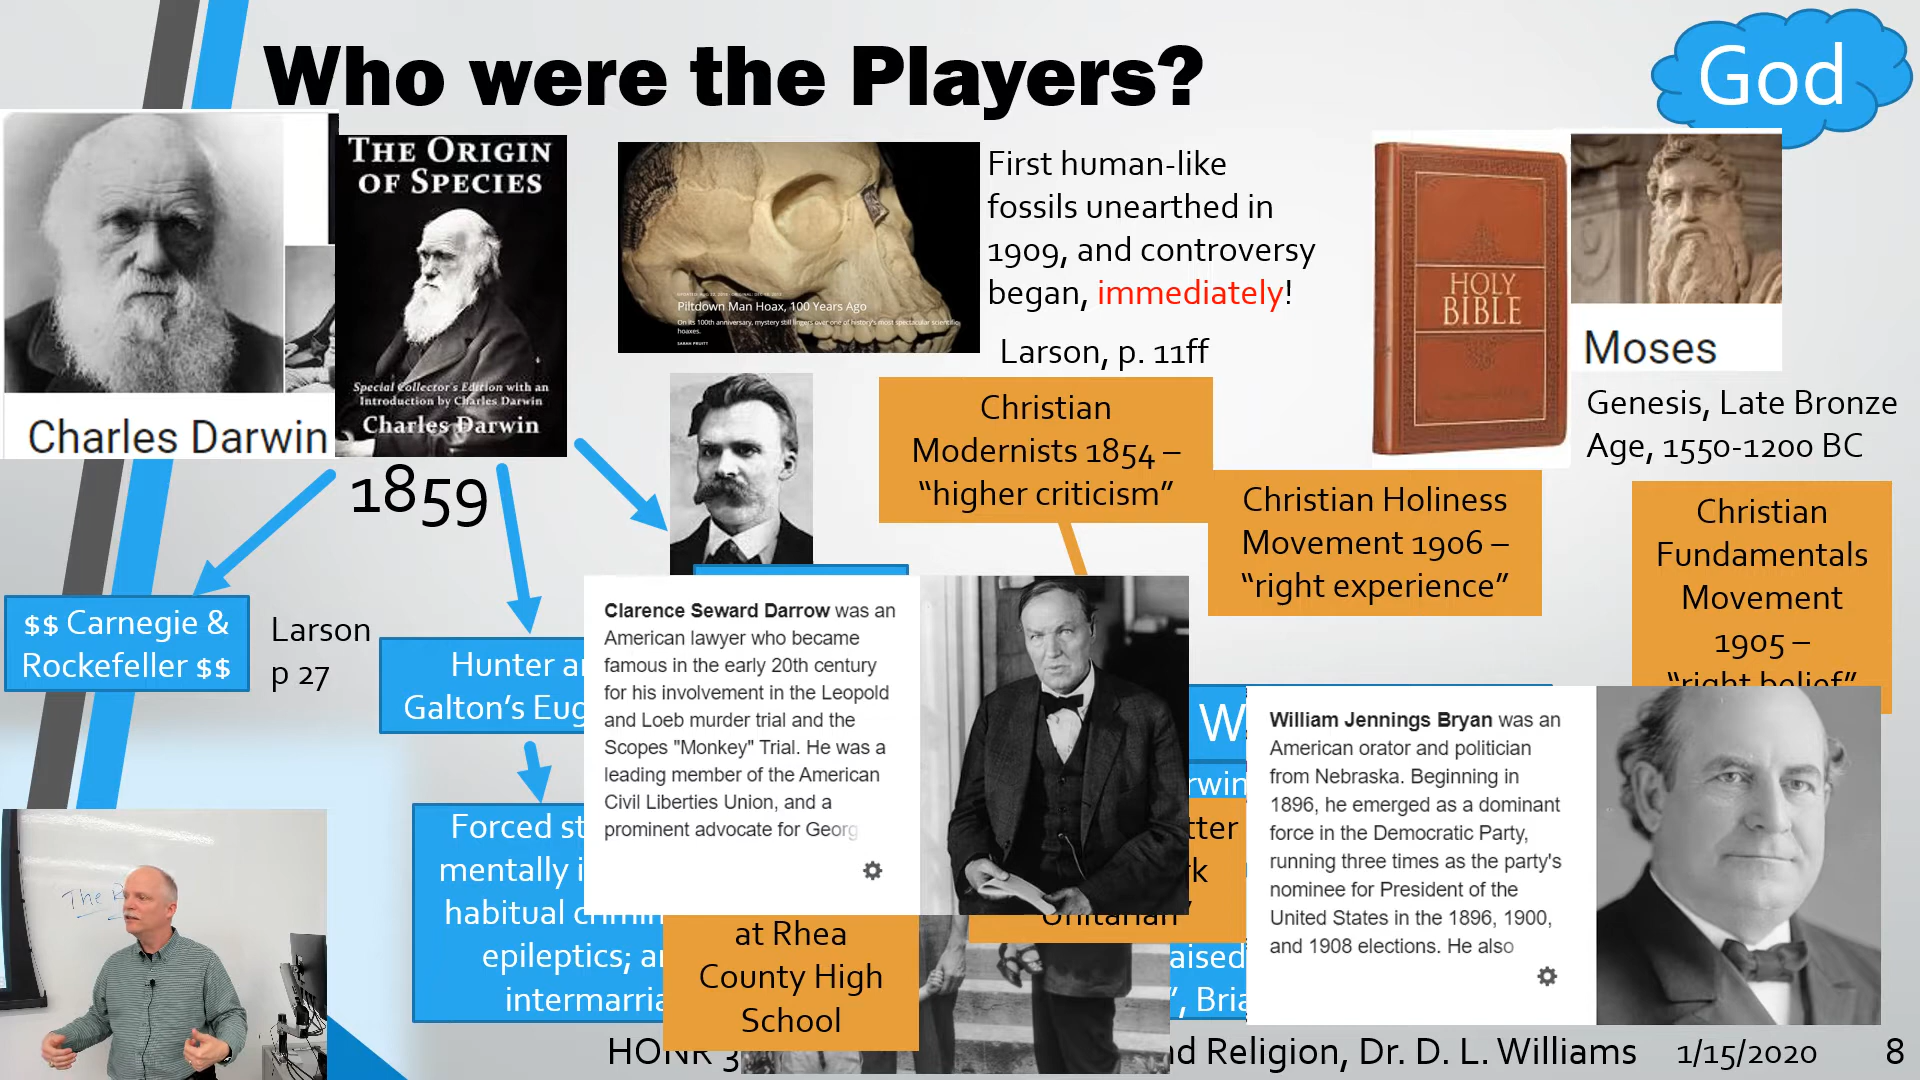 Who were the Players?
God
THE ORIGIN
OF SPECIES
Special Collector's Edition with an
Introduction by Charles Darwin
Charles Darwin
Charles Darwin
1859
Piltdown Man Hoax, 100 Years Ago
On its 100th anniversary, mystery still lingers over one of history's most spectacular scientific
hoaxes.
SARAH PRUITT
First human-like
fossils unearthed in
1909, and controversy
began, immediately!
Larson, p. 11ff
HOLY
BIBLE
Moses
Genesis, Late Bronze
Age, 1550-1200 BC
Christian
Modernists 1854 –
“higher criticism”
Christian Holiness
Movement 1906 –
“right experience”
Christian
Fundamentals
Movement
1905 –
“right belief”
$$ Carnegie &
Rockefeller $$
Larson
p 27
Hunter
Galton’s
Forced
mentally
habitual
epileptics;
Clarence Seward Darrow was an
American lawyer who became
famous in the early 20th century
for his involvement in the Leopold
and Loeb murder trial and the
Scopes "Monkey" Trial. He was a
leading member of the American
Civil Liberties Union, and a
prominent advocate for Georg
William Jennings Bryan was an
American orator and politician
from Nebraska. Beginning in
1896, he emerged as a dominant
force in the Democratic Party,
running three times as the party's
nominee for President of the
United States in the 1896, 1900,
and 1908 elections. He also
Unitarian”
at Rhea
County High
School
The
HONR 3
nd Religion, Dr. D. L. Williams
1/15/2020
8